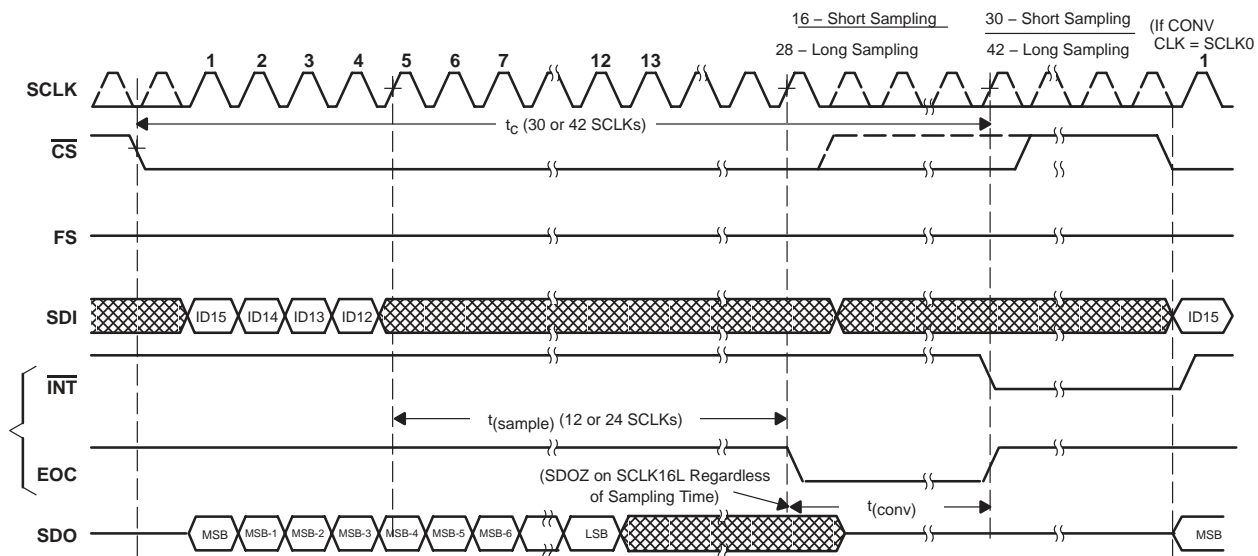 16 – Short Sampling
30 – Short Sampling
(If CONV
28 – Long Sampling
42 – Long Sampling
CLK = SCLK0
1 2 3 4 5 6 7 12 13 1
SCLK
tc (30 or 42 SCLKs)
CS
FS
SDI
ID15 ID14 ID13 ID12 ID15
INT
t(sample) (12 or 24 SCLKs)
EOC
(SDOZ on SCLK16L Regardless
of Sampling Time)
t(conv)
SDO
MSB MSB-1 MSB-2 MSB-3 MSB-4 MSB-5 MSB-6 LSB MSB